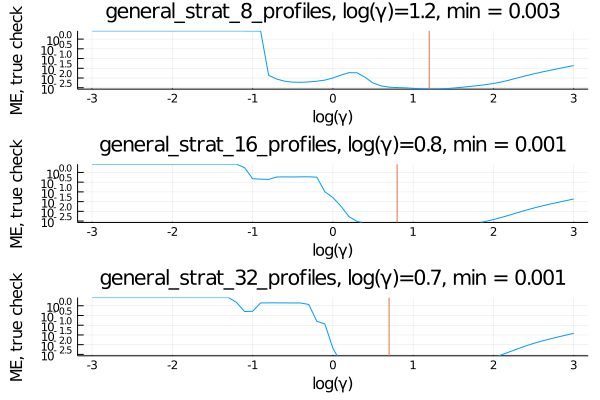 general_strat_8_profiles, log(γ)=1.2, min = 0.003
ME, true check
10^0.0
10^-0.5
10^-1.0
10^-1.5
10^-2.0
10^-2.5
-3 -2 -1 0 1 2 3
log(γ)
general_strat_16_profiles, log(γ)=0.8, min = 0.001
ME, true check
10^0.0
10^-0.5
10^-1.0
10^-1.5
10^-2.0
10^-2.5
-3 -2 -1 0 1 2 3
log(γ)
general_strat_32_profiles, log(γ)=0.7, min = 0.001
ME, true check
10^0.0
10^-0.5
10^-1.0
10^-1.5
10^-2.0
10^-2.5
-3 -2 -1 0 1 2 3
log(γ)